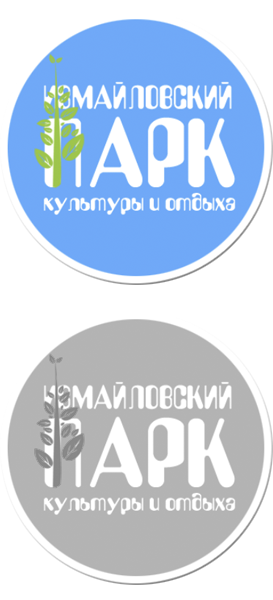 ИЗМАЙЛОВСКИЙ
ПАРК
культуры и отдыха
ИЗМАЙЛОВСКИЙ
ПАРК
культуры и отдыха